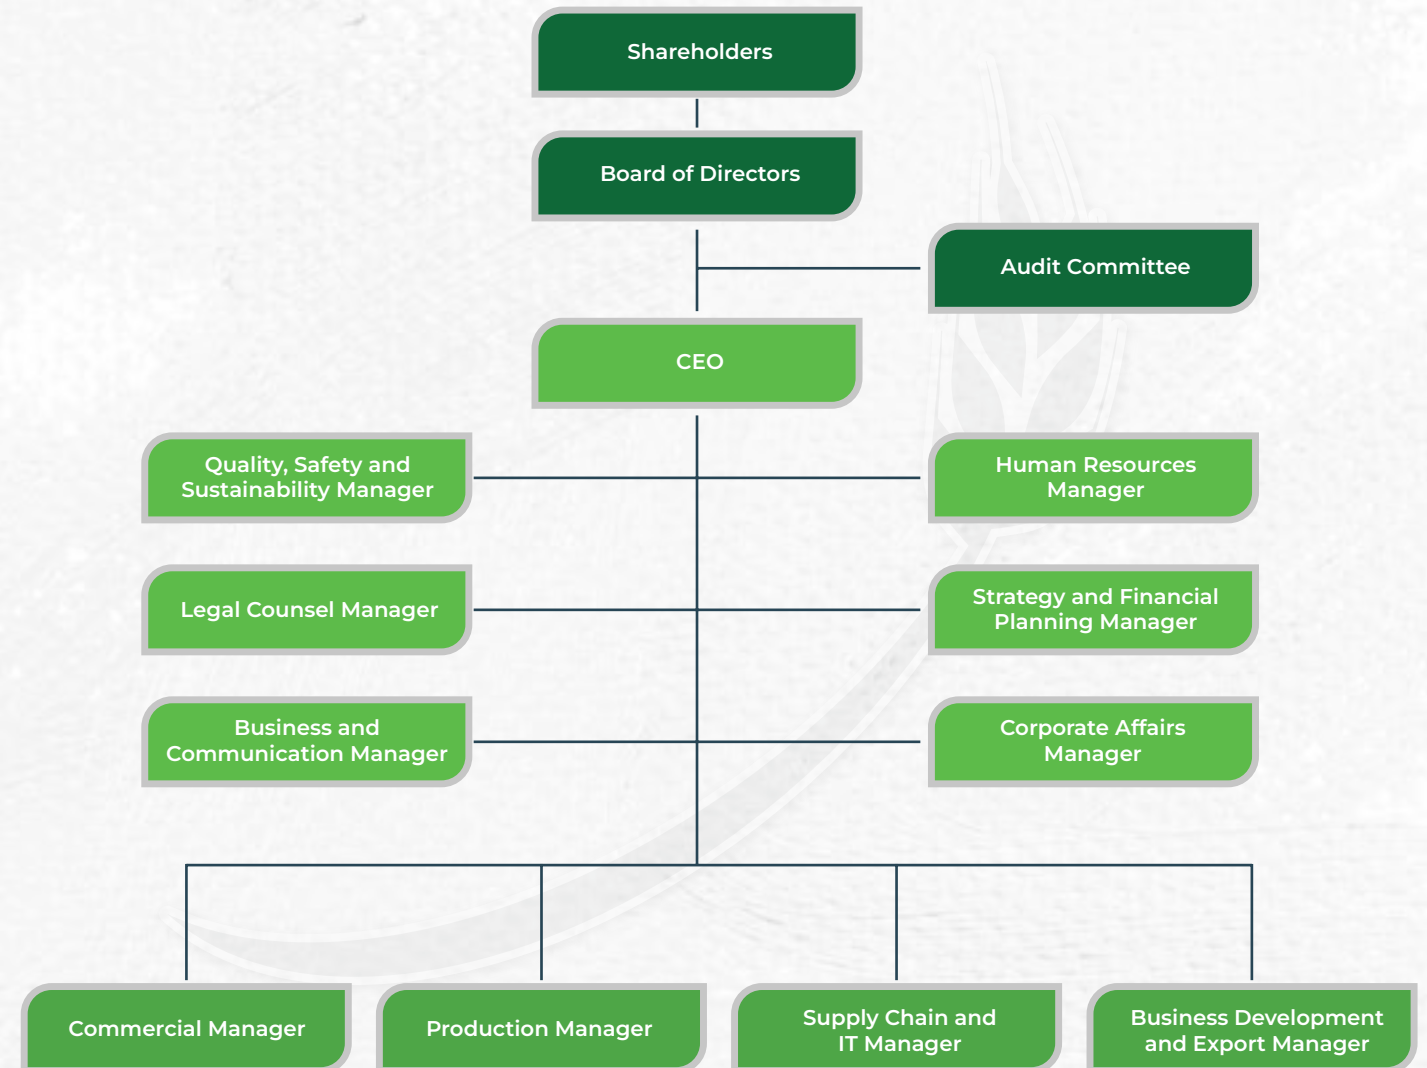 Shareholders
Board of Directors
Audit Committee
CEO
Quality, Safety and
Sustainability Manager
Human Resources
Manager
Legal Counsel Manager
Strategy and Financial
Planning Manager
Business and
Communication Manager
Corporate Affairs
Manager
Commercial Manager
Production Manager
Supply Chain and
IT Manager
Business Development
and Export Manager